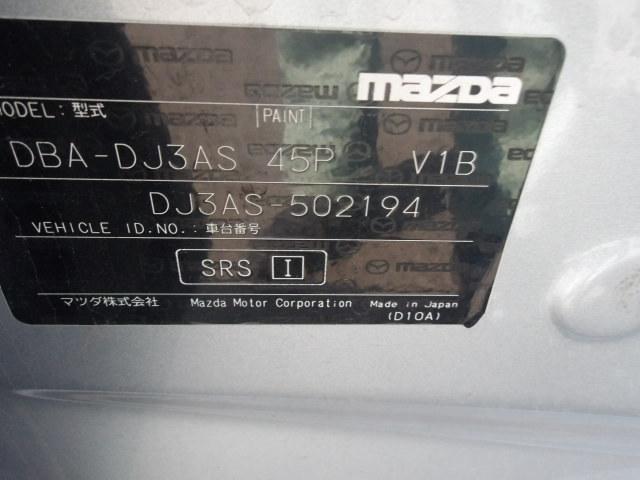 mazda
MODEL：型式 PAINT
DBA-DJ3AS 45P V1B
DJ3AS-502194
VEHICLE ID.NO.：車台番号
SRS I
マツダ株式会社 Mazda Motor Corporation Made in Japan
(D10A)